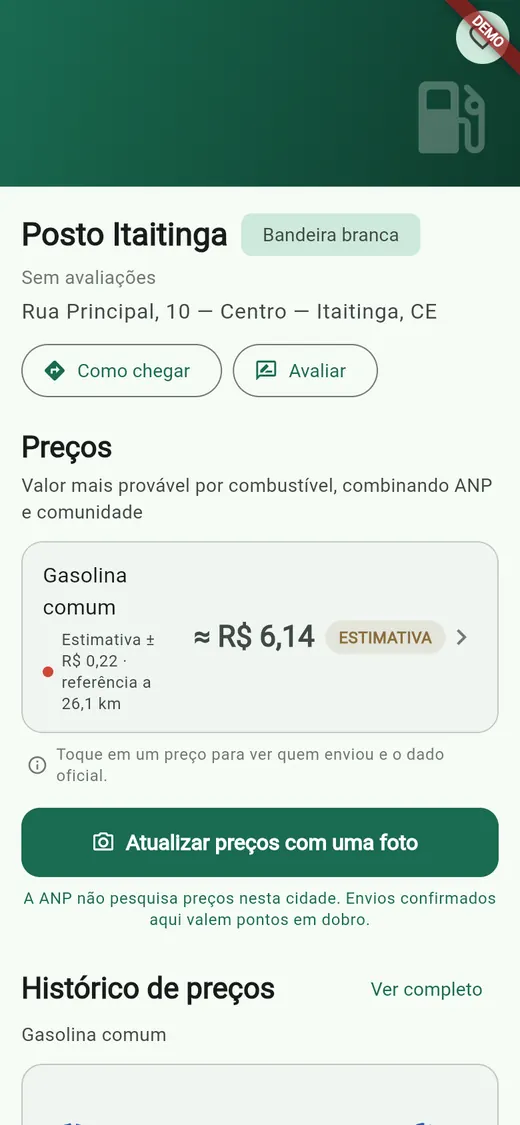 DEMO
Posto Itaitinga
Bandeira branca
Sem avaliações
Rua Principal, 10 — Centro — Itaitinga, CE
Como chegar
Avaliar
Preços
Valor mais provável por combustível, combinando ANP
e comunidade
Gasolina
comum
Estimativa ±
R$ 0,22 ·
referência a
26,1 km
≈ R$ 6,14
ESTIMATIVA
Toque em um preço para ver quem enviou e o dado
oficial.
Atualizar preços com uma foto
A ANP não pesquisa preços nesta cidade. Envios confirmados
aqui valem pontos em dobro.
Histórico de preços
Ver completo
Gasolina comum